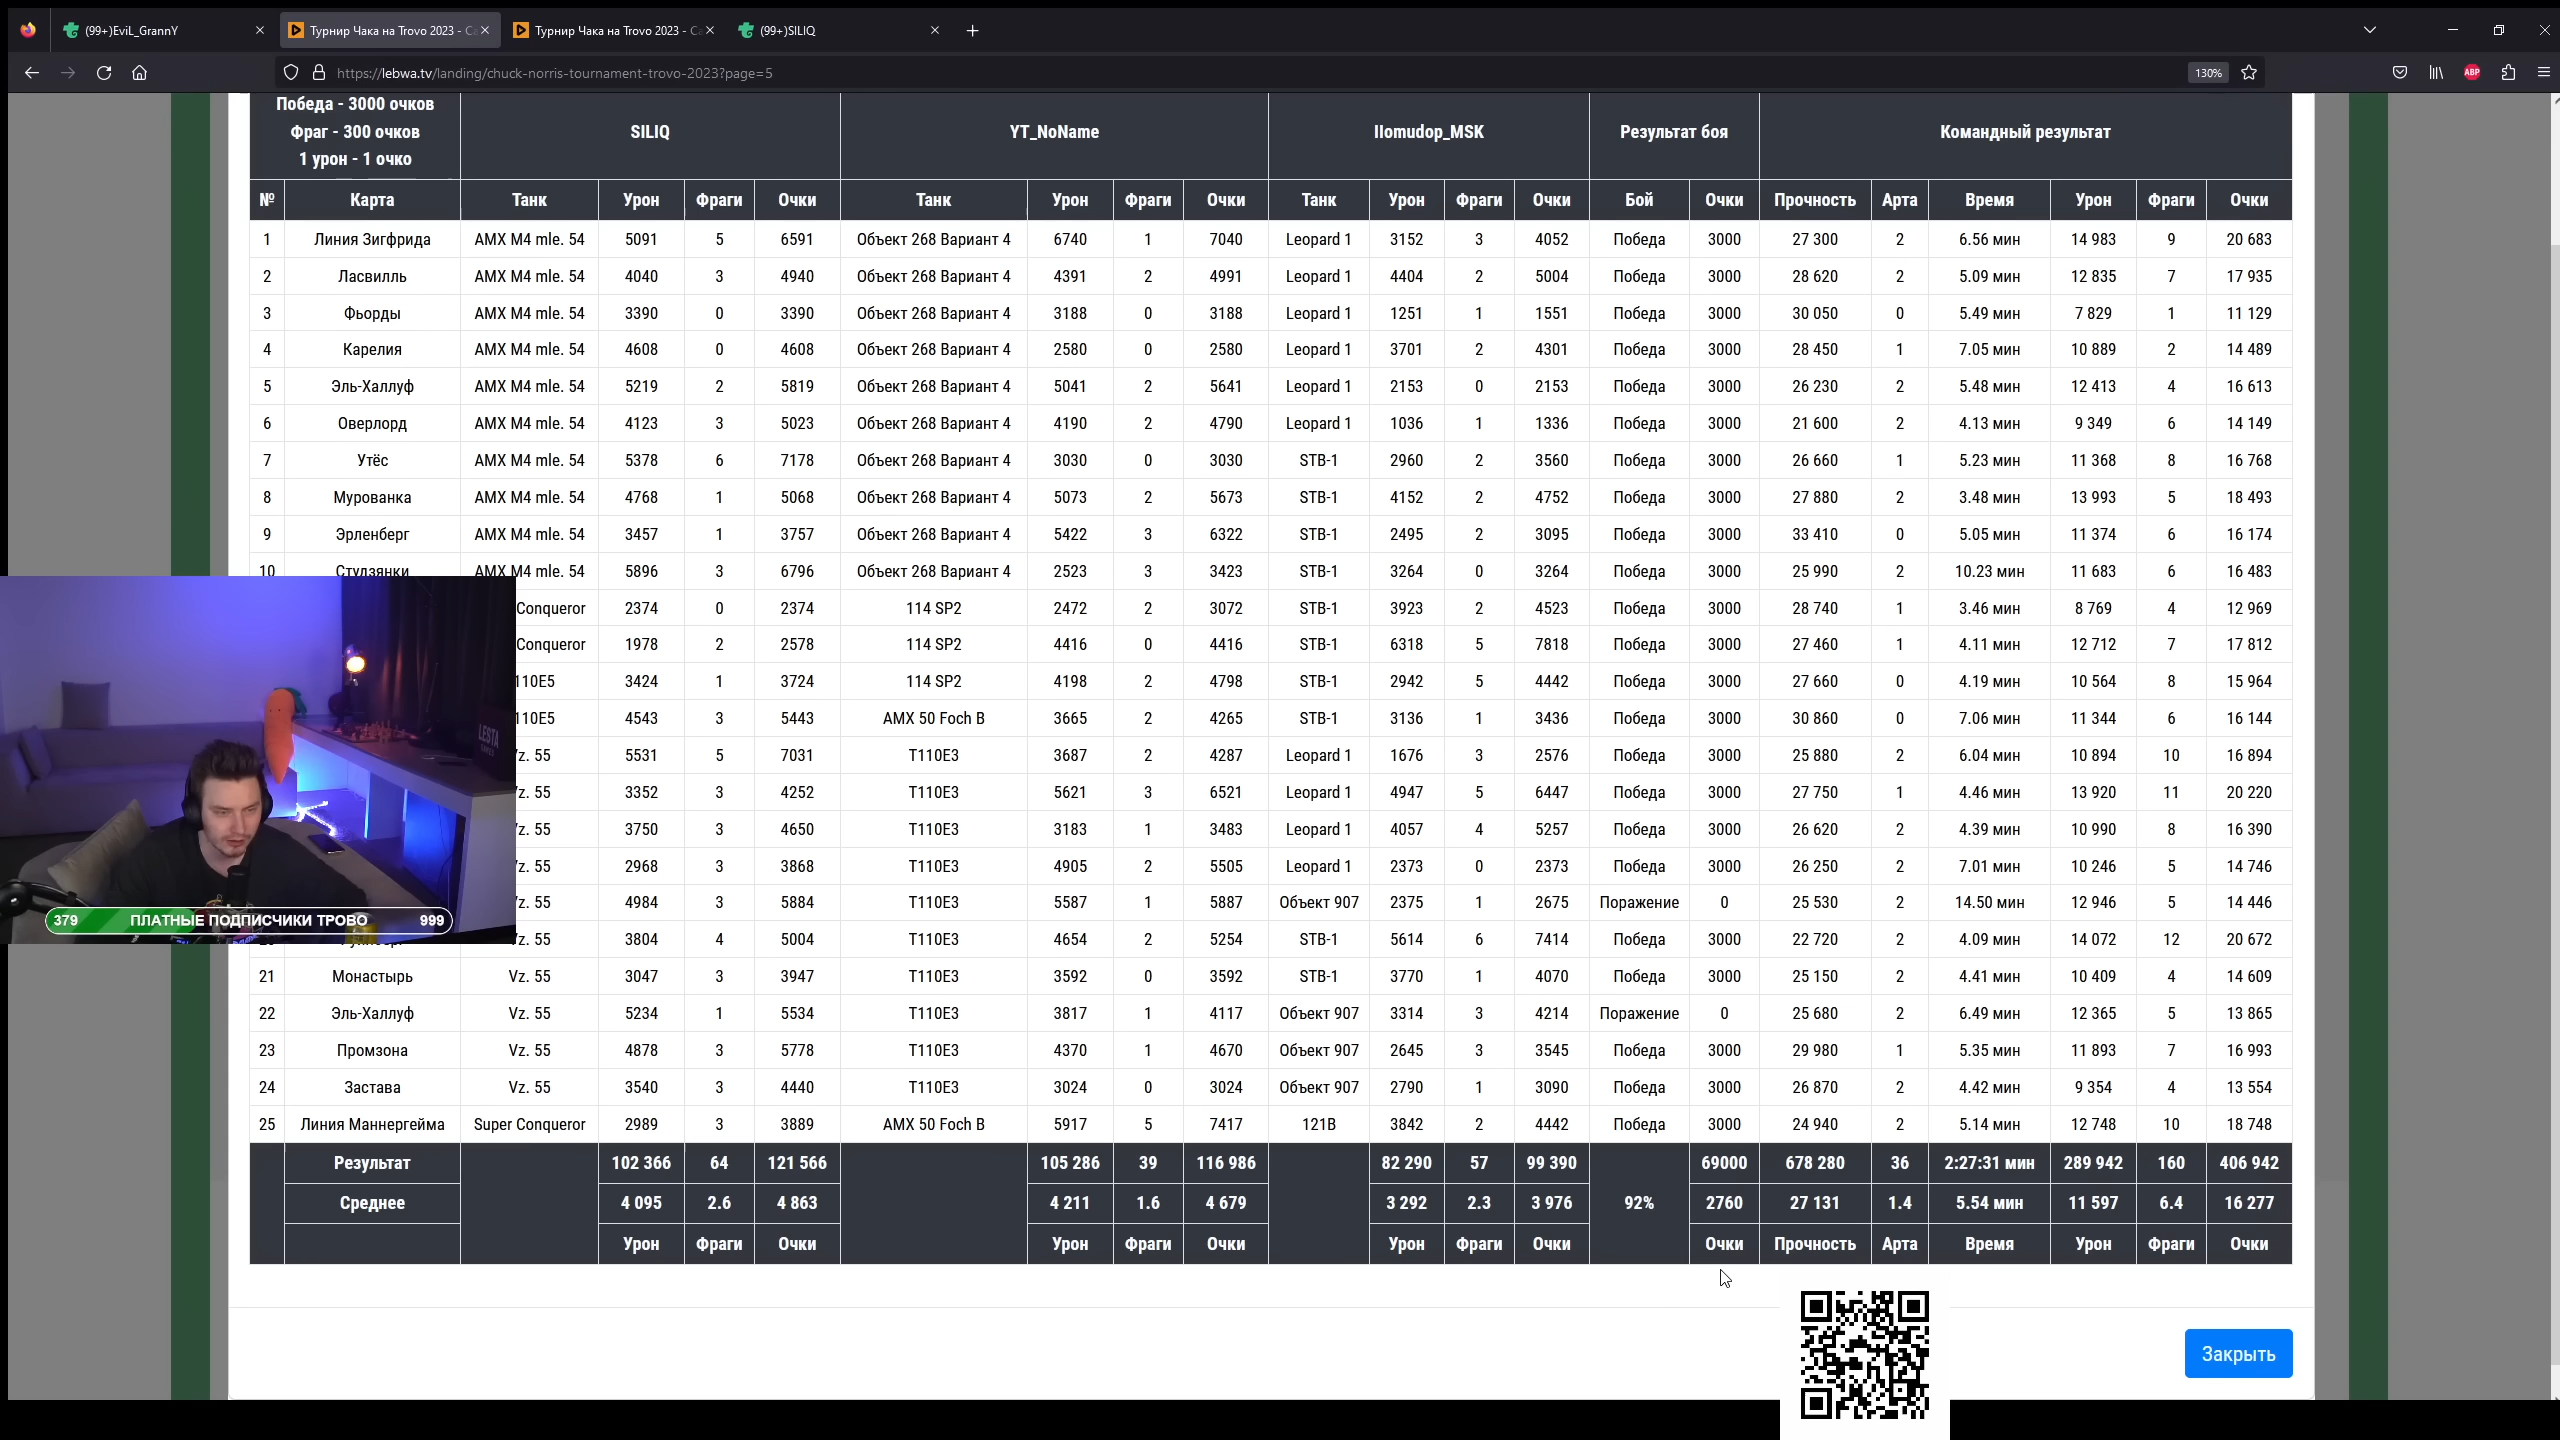 (99+)EviL_GrannY
Турнир Чака на Trovo 2023 - Ca
Турнир Чака на Trovo 2023 - Ca
(99+)SILIQ
https://lebwa.tv/landing/chuck-norris-tournament-trovo-2023?page=5
130%
ABP
Победа - 3000 очков
Фраг - 300 очков
1 урон - 1 очко
SILIQ YT_NoName IIomudop_MSK Результат боя Командный результат
№ Карта Танк Урон Фраги Очки Танк Урон Фраги Очки Танк Урон Фраги Очки Бой Очки Прочность Арта Время Урон Фраги Очки
1 Линия Зигфрида AMX M4 mle. 54 5091 5 6591 Объект 268 Вариант 4 6740 1 7040 Leopard 1 3152 3 4052 Победа 3000 27 300 2 6.56 мин 14 983 9 20 683
2 Ласвилль AMX M4 mle. 54 4040 3 4940 Объект 268 Вариант 4 4391 2 4991 Leopard 1 4404 2 5004 Победа 3000 28 620 2 5.09 мин 12 835 7 17 935
3 Фьорды AMX M4 mle. 54 3390 0 3390 Объект 268 Вариант 4 3188 0 3188 Leopard 1 1251 1 1551 Победа 3000 30 050 0 5.49 мин 7 829 1 11 129
4 Карелия AMX M4 mle. 54 4608 0 4608 Объект 268 Вариант 4 2580 0 2580 Leopard 1 3701 2 4301 Победа 3000 28 450 1 7.05 мин 10 889 2 14 489
5 Эль-Халлуф AMX M4 mle. 54 5219 2 5819 Объект 268 Вариант 4 5041 2 5641 Leopard 1 2153 0 2153 Победа 3000 26 230 2 5.48 мин 12 413 4 16 613
6 Оверлорд AMX M4 mle. 54 4123 3 5023 Объект 268 Вариант 4 4190 2 4790 Leopard 1 1036 1 1336 Победа 3000 21 600 2 4.13 мин 9 349 6 14 149
7 Утёс AMX M4 mle. 54 5378 6 7178 Объект 268 Вариант 4 3030 0 3030 STB-1 2960 2 3560 Победа 3000 26 660 1 5.23 мин 11 368 8 16 768
8 Мурованка AMX M4 mle. 54 4768 1 5068 Объект 268 Вариант 4 5073 2 5673 STB-1 4152 2 4752 Победа 3000 27 880 2 3.48 мин 13 993 5 18 493
9 Эрленберг AMX M4 mle. 54 3457 1 3757 Объект 268 Вариант 4 5422 3 6322 STB-1 2495 2 3095 Победа 3000 33 410 0 5.05 мин 11 374 6 16 174
10 Студзянки AMX M4 mle. 54 5896 3 6796 Объект 268 Вариант 4 2523 3 3423 STB-1 3264 0 3264 Победа 3000 25 990 2 10.23 мин 11 683 6 16 483
Conqueror 2374 0 2374 114 SP2 2472 2 3072 STB-1 3923 2 4523 Победа 3000 28 740 1 3.46 мин 8 769 4 12 969
Conqueror 1978 2 2578 114 SP2 4416 0 4416 STB-1 6318 5 7818 Победа 3000 27 460 1 4.11 мин 12 712 7 17 812
110E5 3424 1 3724 114 SP2 4198 2 4798 STB-1 2942 5 4442 Победа 3000 27 660 0 4.19 мин 10 564 8 15 964
110E5 4543 3 5443 AMX 50 Foch B 3665 2 4265 STB-1 3136 1 3436 Победа 3000 30 860 0 7.06 мин 11 344 6 16 144
z. 55 5531 5 7031 T110E3 3687 2 4287 Leopard 1 1676 3 2576 Победа 3000 25 880 2 6.04 мин 10 894 10 16 894
z. 55 3352 3 4252 T110E3 5621 3 6521 Leopard 1 4947 5 6447 Победа 3000 27 750 1 4.46 мин 13 920 11 20 220
z. 55 3750 3 4650 T110E3 3183 1 3483 Leopard 1 4057 4 5257 Победа 3000 26 620 2 4.39 мин 10 990 8 16 390
z. 55 2968 3 3868 T110E3 4905 2 5505 Leopard 1 2373 0 2373 Победа 3000 26 250 2 7.01 мин 10 246 5 14 746
z. 55 4984 3 5884 T110E3 5587 1 5887 Объект 907 2375 1 2675 Поражение 0 25 530 2 14.50 мин 12 946 5 14 446
z. 55 3804 4 5004 T110E3 4654 2 5254 STB-1 5614 6 7414 Победа 3000 22 720 2 4.09 мин 14 072 12 20 672
21 Монастырь Vz. 55 3047 3 3947 T110E3 3592 0 3592 STB-1 3770 1 4070 Победа 3000 25 150 2 4.41 мин 10 409 4 14 609
22 Эль-Халлуф Vz. 55 5234 1 5534 T110E3 3817 1 4117 Объект 907 3314 3 4214 Поражение 0 25 680 2 6.49 мин 12 365 5 13 865
23 Промзона Vz. 55 4878 3 5778 T110E3 4370 1 4670 Объект 907 2645 3 3545 Победа 3000 29 980 1 5.35 мин 11 893 7 16 993
24 Застава Vz. 55 3540 3 4440 T110E3 3024 0 3024 Объект 907 2790 1 3090 Победа 3000 26 870 2 4.42 мин 9 354 4 13 554
25 Линия Маннергейма Super Conqueror 2989 3 3889 AMX 50 Foch B 5917 5 7417 121B 3842 2 4442 Победа 3000 24 940 2 5.14 мин 12 748 10 18 748
Результат 102 366 64 121 566 105 286 39 116 986 82 290 57 99 390 69000 678 280 36 2:27:31 мин 289 942 160 406 942
Среднее 4 095 2.6 4 863 4 211 1.6 4 679 3 292 2.3 3 976 92% 2760 27 131 1.4 5.54 мин 11 597 6.4 16 277
Урон Фраги Очки Урон Фраги Очки Урон Фраги Очки Очки Прочность Арта Время Урон Фраги Очки
LESTA
379 ПЛАТНЫЕ ПОДПИСЧИКИ ТРОВО 999
Закрыть